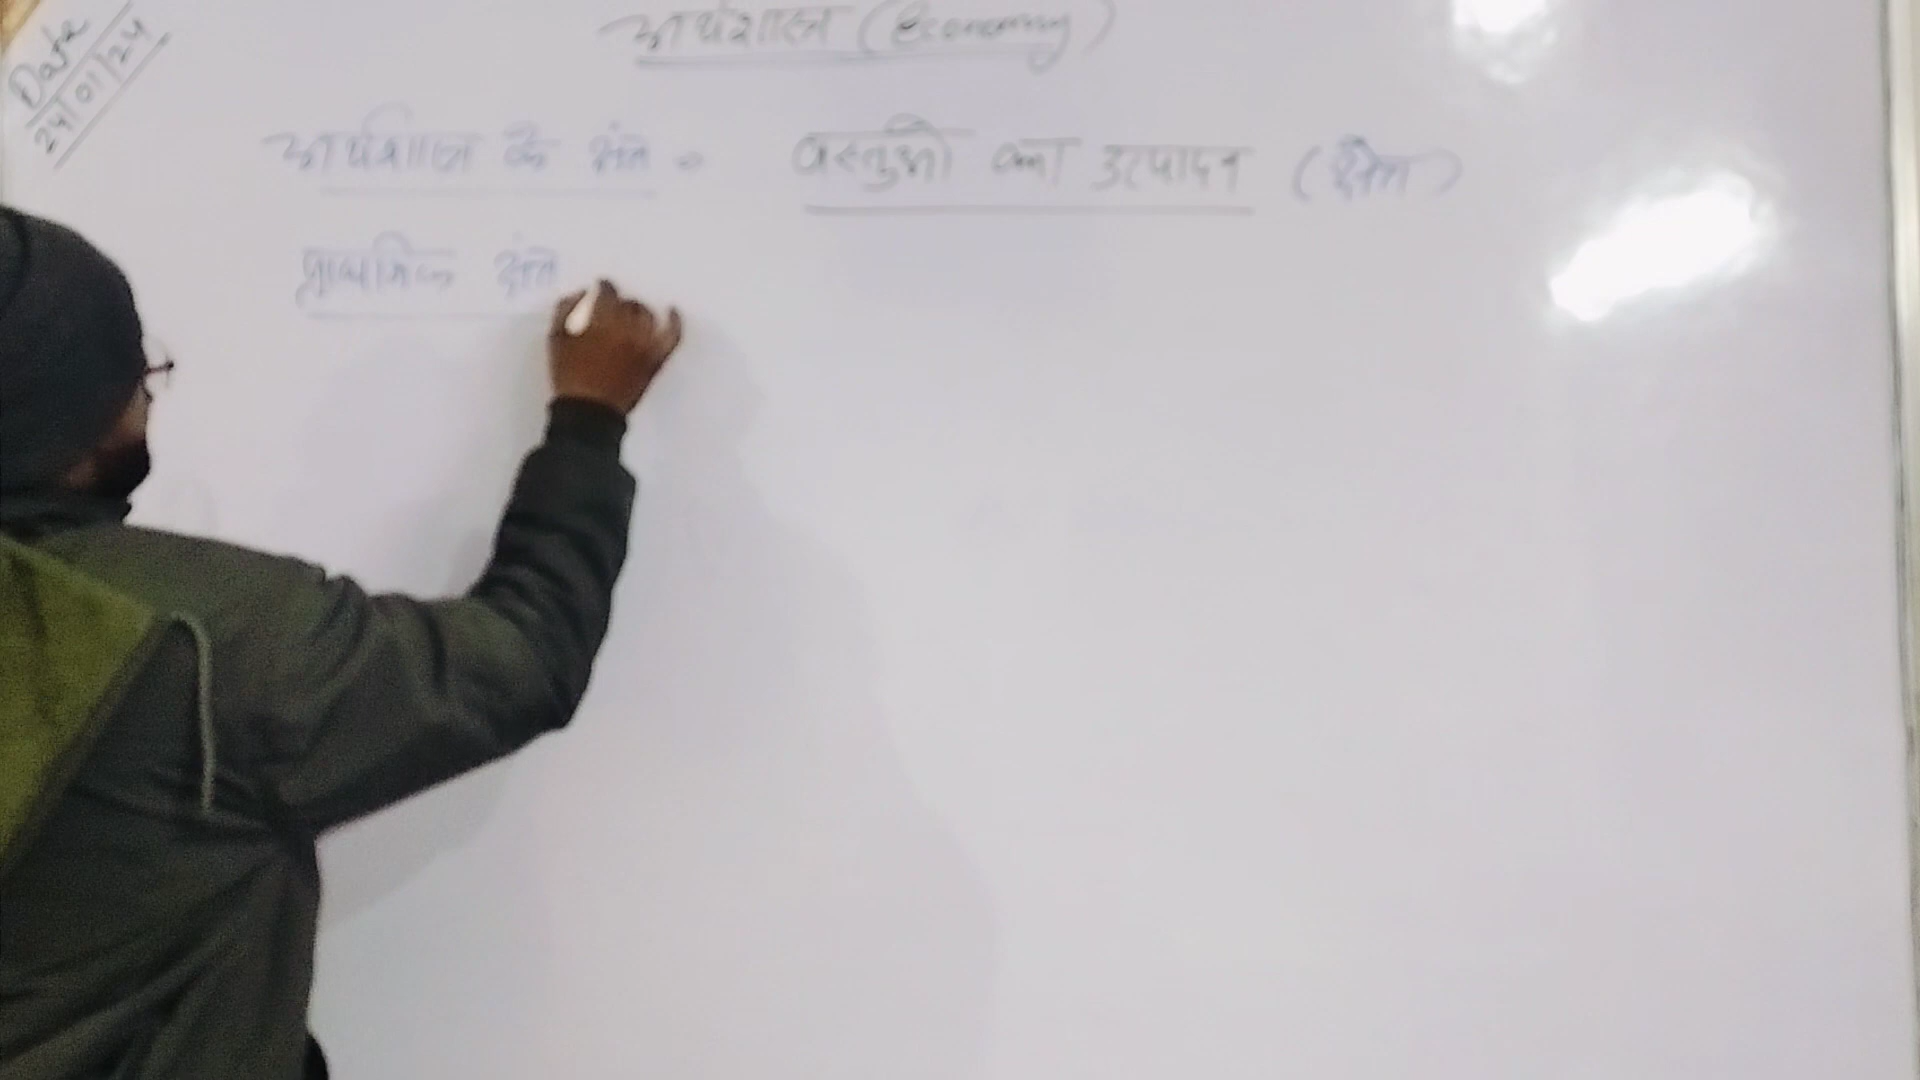 Date
24/01/24
अर्थशास्त्र (Economy)
अर्थशास्त्र के क्षेत्र - वस्तुओ का उत्पादन (क्षेत्र)
प्राथमिक क्षेत्र